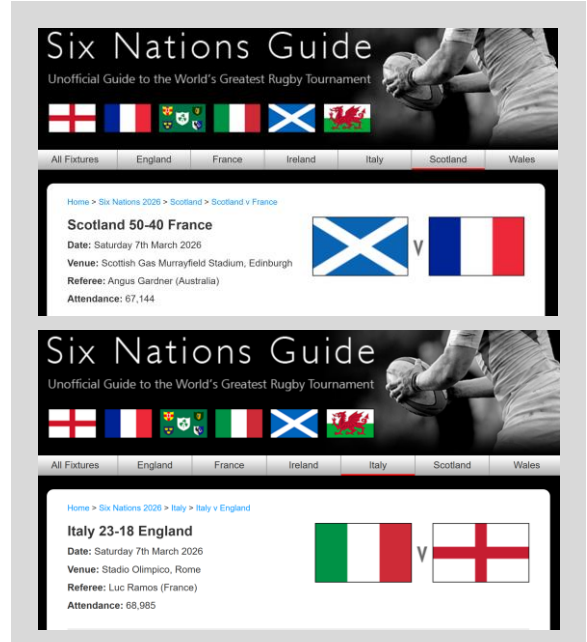 Six Nations Guide
Unofficial Guide to the World's Greatest Rugby Tournament
All Fixtures England France Ireland Italy Scotland Wales
Home > Six Nations 2026 > Scotland > Scotland v France
Scotland 50-40 France
V
Date: Saturday 7th March 2026
Venue: Scottish Gas Murrayfield Stadium, Edinburgh
Referee: Angus Gardner (Australia)
Attendance: 67,144
Six Nations Guide
Unofficial Guide to the World's Greatest Rugby Tournament
All Fixtures England France Ireland Italy Scotland Wales
Home > Six Nations 2026 > Italy > Italy v England
Italy 23-18 England
V
Date: Saturday 7th March 2026
Venue: Stadio Olimpico, Rome
Referee: Luc Ramos (France)
Attendance: 68,985